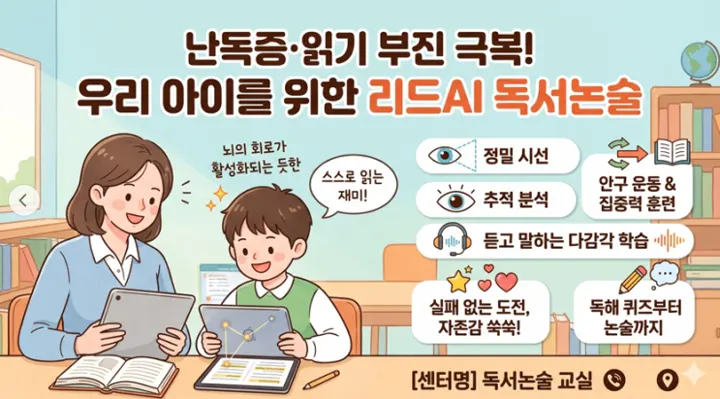 난독증·읽기 부진 극복!
우리 아이를 위한 리드AI 독서논술
뇌의 회로가
활성화되는 듯한
스스로 읽는
재미!
정밀 시선
추적 분석
안구 운동 &
집중력 훈련
듣고 말하는 다감각 학습
실패 없는 도전,
자존감 쑥쑥!
독해 퀴즈부터
논술까지
[센터명] 독서논술 교실